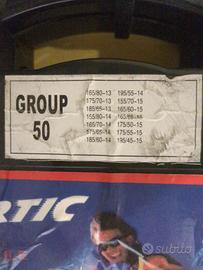 GROUP
50
165/80-13 195/55-14
175/70-13 155/70-15
185/65-13 165/60-15
155/80-14
165/70-14 175/50-15
175/65-14 175/55-15
185/60-14 195/45-15
RTIC
subito